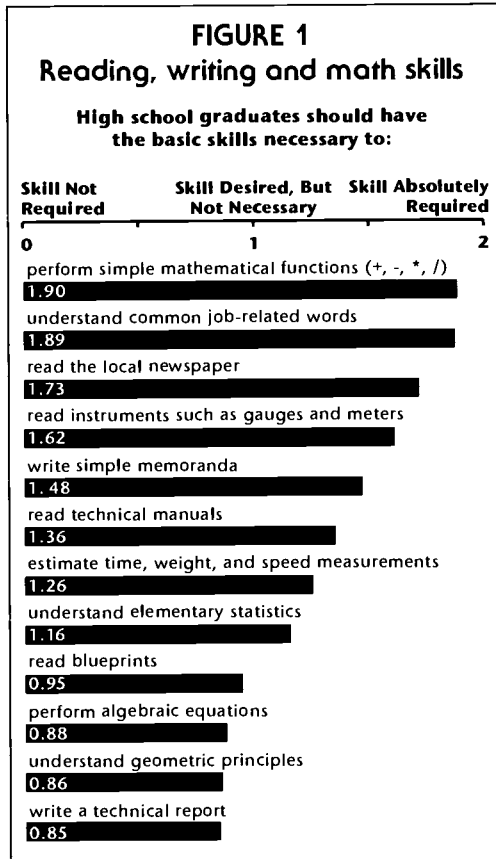 FIGURE 1
Reading, writing and math skills
High school graduates should have
the basic skills necessary to:
Skill Not Required
Skill Desired, But Not Necessary
Skill Absolutely Required
0 1 2
perform simple mathematical functions (+, -, *, /)
1.90
understand common job-related words
1.89
read the local newspaper
1.73
read instruments such as gauges and meters
1.62
write simple memoranda
1.48
read technical manuals
1.36
estimate time, weight, and speed measurements
1.26
understand elementary statistics
1.16
read blueprints
0.95
perform algebraic equations
0.88
understand geometric principles
0.86
write a technical report
0.85